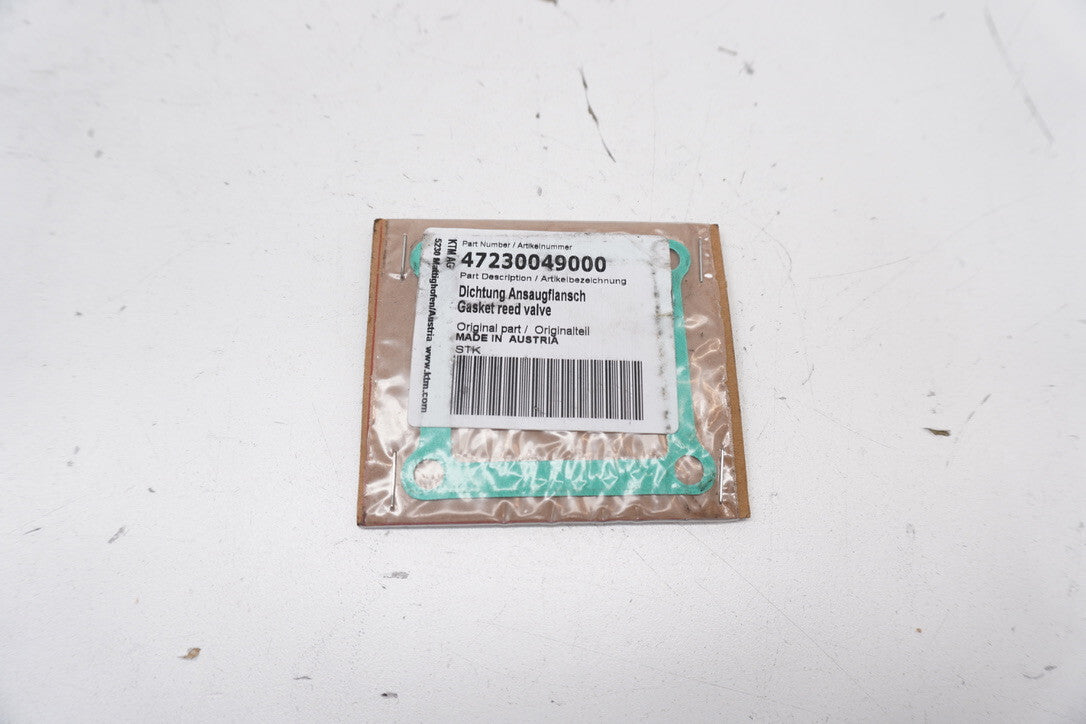 Part Number / Artikelnummer
47230049000
Part Description / Artikelbezeichnung
Dichtung Ansaugflansch
Gasket reed valve
Original part / Originalteil
MADE IN AUSTRIA
STK
KTM AG
5230 Mattighofen/Austria www.ktm.com